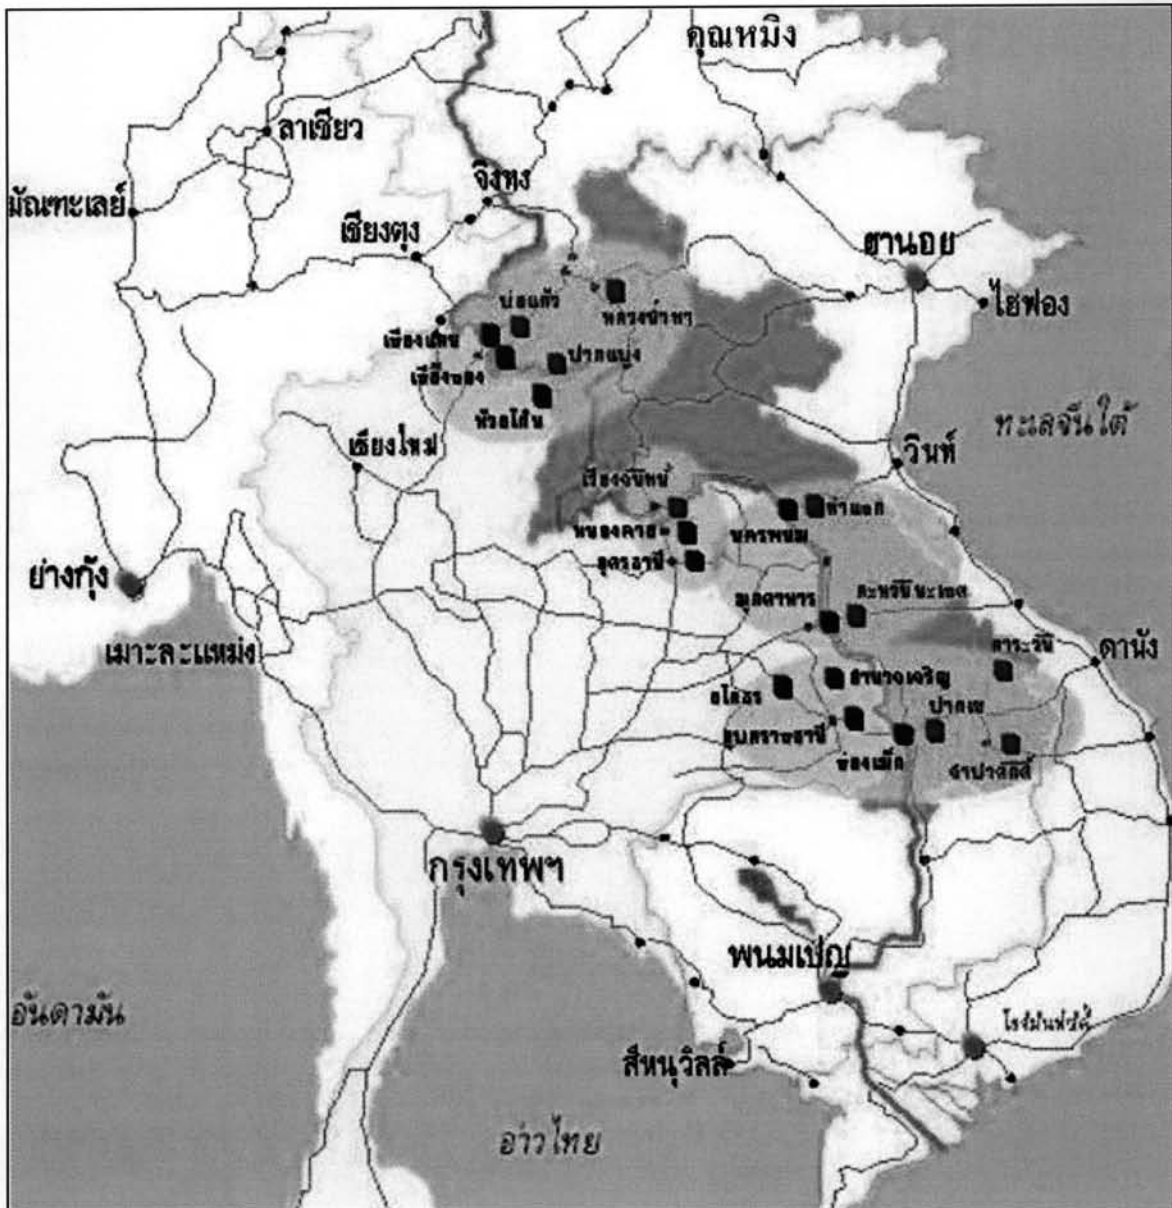 คุณหมิง
ลาเซียว
จิงหง
มัณฑะเลย์
เชียงตุง
ฮานอย
ไฮฟอง
บ่อแก้ว
หลวงน้ำทา
เชียงแสน
ปากแบ่ง
เชียงของ
ห้วยโก๋น
ทะเลจีนใต้
เชียงใหม่
วินท์
เวียงจันทน์
ท่าแขก
นครพนม
หนองคาย
อุดรธานี
ย่างกุ้ง
สะหวันนะเขต
มุกดาหาร
เมาะละแหม่ง
สาระวัน
ดานัง
อำนาจเจริญ
ยโสธร
ปากเซ
อุบลราชธานี
ช่องเม็ก
จำปาศักดิ์
กรุงเทพฯ
พนมเปญ
อันดามัน
สีหนุวิลล์
อ่าวไทย